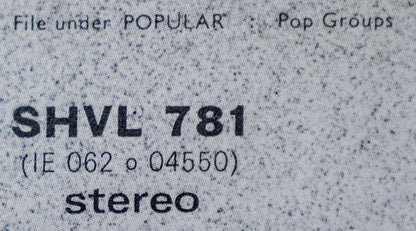 File under POPULAR : Pop Groups
SHVL 781
(IE 062 o 04550)
stereo